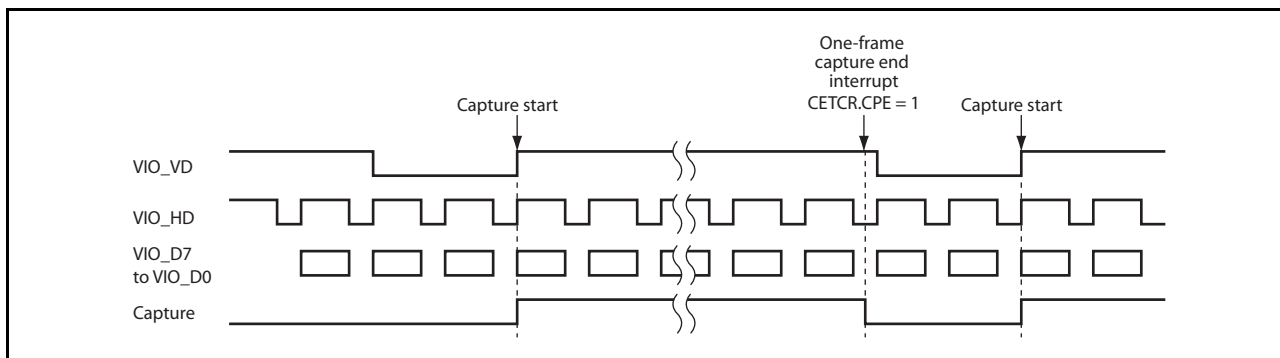 One-frame
capture end
interrupt
CETCR.CPE = 1
Capture start
Capture start
VIO_VD
VIO_HD
VIO_D7
to VIO_D0
Capture